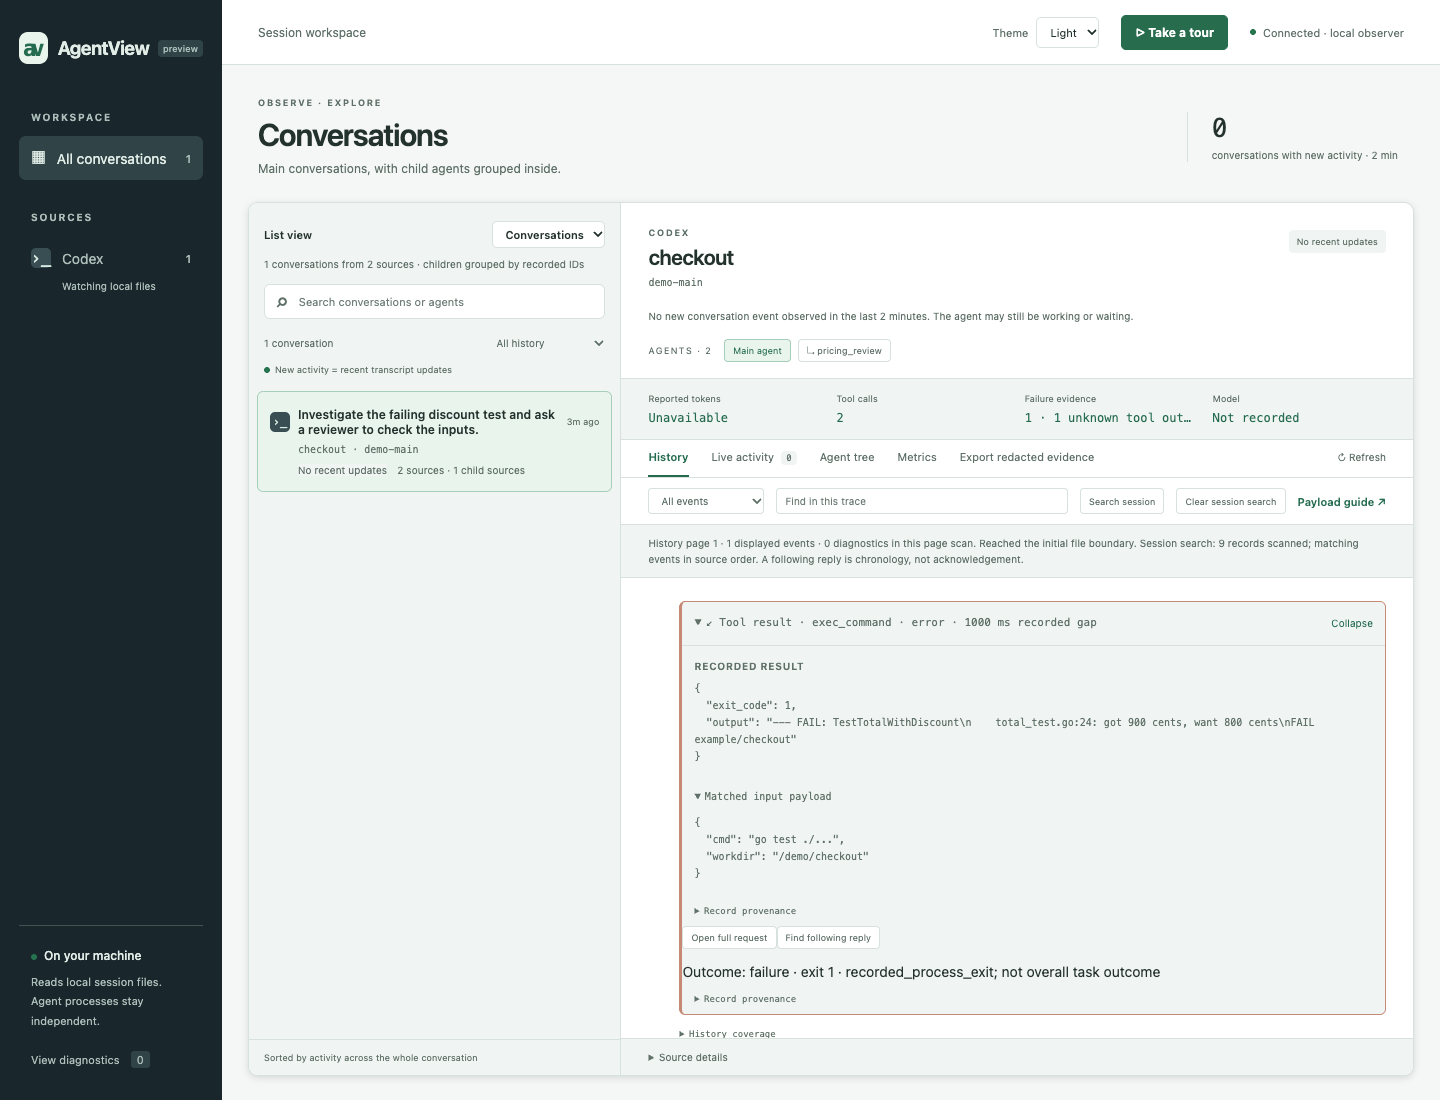 av AgentView preview
WORKSPACE
All conversations 1
SOURCES
Codex 1
Watching local files
On your machine
Reads local session files.
Agent processes stay
independent.
View diagnostics 0
Session workspace
Theme Light Take a tour Connected · local observer
OBSERVE · EXPLORE
Conversations
Main conversations, with child agents grouped inside.
0
conversations with new activity · 2 min
List view Conversations
1 conversations from 2 sources · children grouped by recorded IDs
Search conversations or agents
1 conversation All history
New activity = recent transcript updates
Investigate the failing discount test and ask
a reviewer to check the inputs.
3m ago
checkout · demo-main
No recent updates 2 sources · 1 child sources
Sorted by activity across the whole conversation
CODEX
checkout
demo-main
No recent updates
No new conversation event observed in the last 2 minutes. The agent may still be working or waiting.
AGENTS · 2 Main agent pricing_review
Reported tokens Tool calls Failure evidence Model
Unavailable 2 1 · 1 unknown tool out… Not recorded
History Live activity 0 Agent tree Metrics Export redacted evidence Refresh
All events Find in this trace Search session Clear session search Payload guide ↗
History page 1 · 1 displayed events · 0 diagnostics in this page scan. Reached the initial file boundary. Session search: 9 records scanned; matching
events in source order. A following reply is chronology, not acknowledgement.
▼ ↙ Tool result · exec_command · error · 1000 ms recorded gap Collapse
RECORDED RESULT
{
"exit_code": 1,
"output": "--- FAIL: TestTotalWithDiscount\n    total_test.go:24: got 900 cents, want 800 cents\nFAIL
example/checkout"
}
▼ Matched input payload
{
"cmd": "go test ./...",
"workdir": "/demo/checkout"
}
▶ Record provenance
Open full request Find following reply
Outcome: failure · exit 1 · recorded_process_exit; not overall task outcome
▶ Record provenance
▶ History coverage
▶ Source details